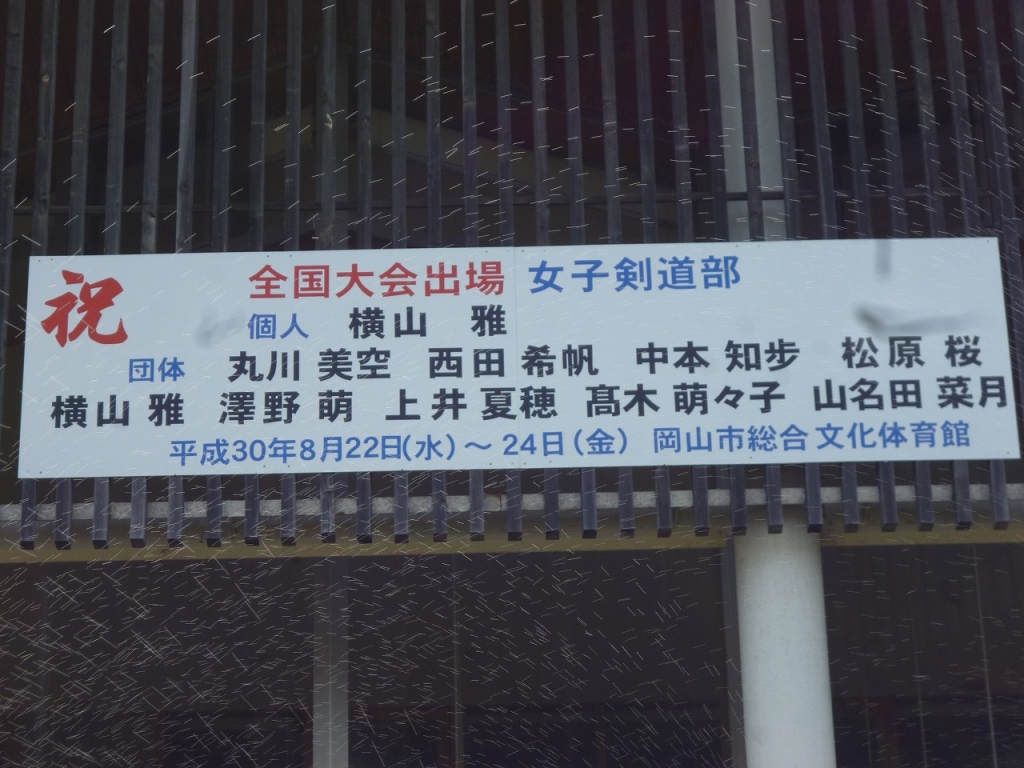 祝 全国大会出場 女子剣道部
個人 横山 雅
団体 丸川 美空 西田 希帆 中本 知歩 松原 桜
横山 雅 澤野 萌 上井 夏穂 髙木 萌々子 山名田 菜月
平成30年8月22日(水)~24日(金) 岡山市総合文化体育館